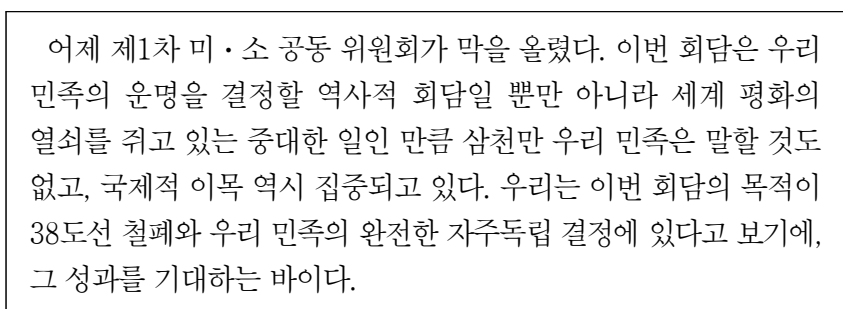 어제 제1차 미・소 공동 위원회가 막을 올렸다. 이번 회담은 우리
민족의 운명을 결정할 역사적 회담일 뿐만 아니라 세계 평화의
열쇠를 쥐고 있는 중대한 일인 만큼 삼천만 우리 민족은 말할 것도
없고, 국제적 이목 역시 집중되고 있다. 우리는 이번 회담의 목적이
38도선 철폐와 우리 민족의 완전한 자주독립 결정에 있다고 보기에,
그 성과를 기대하는 바이다.